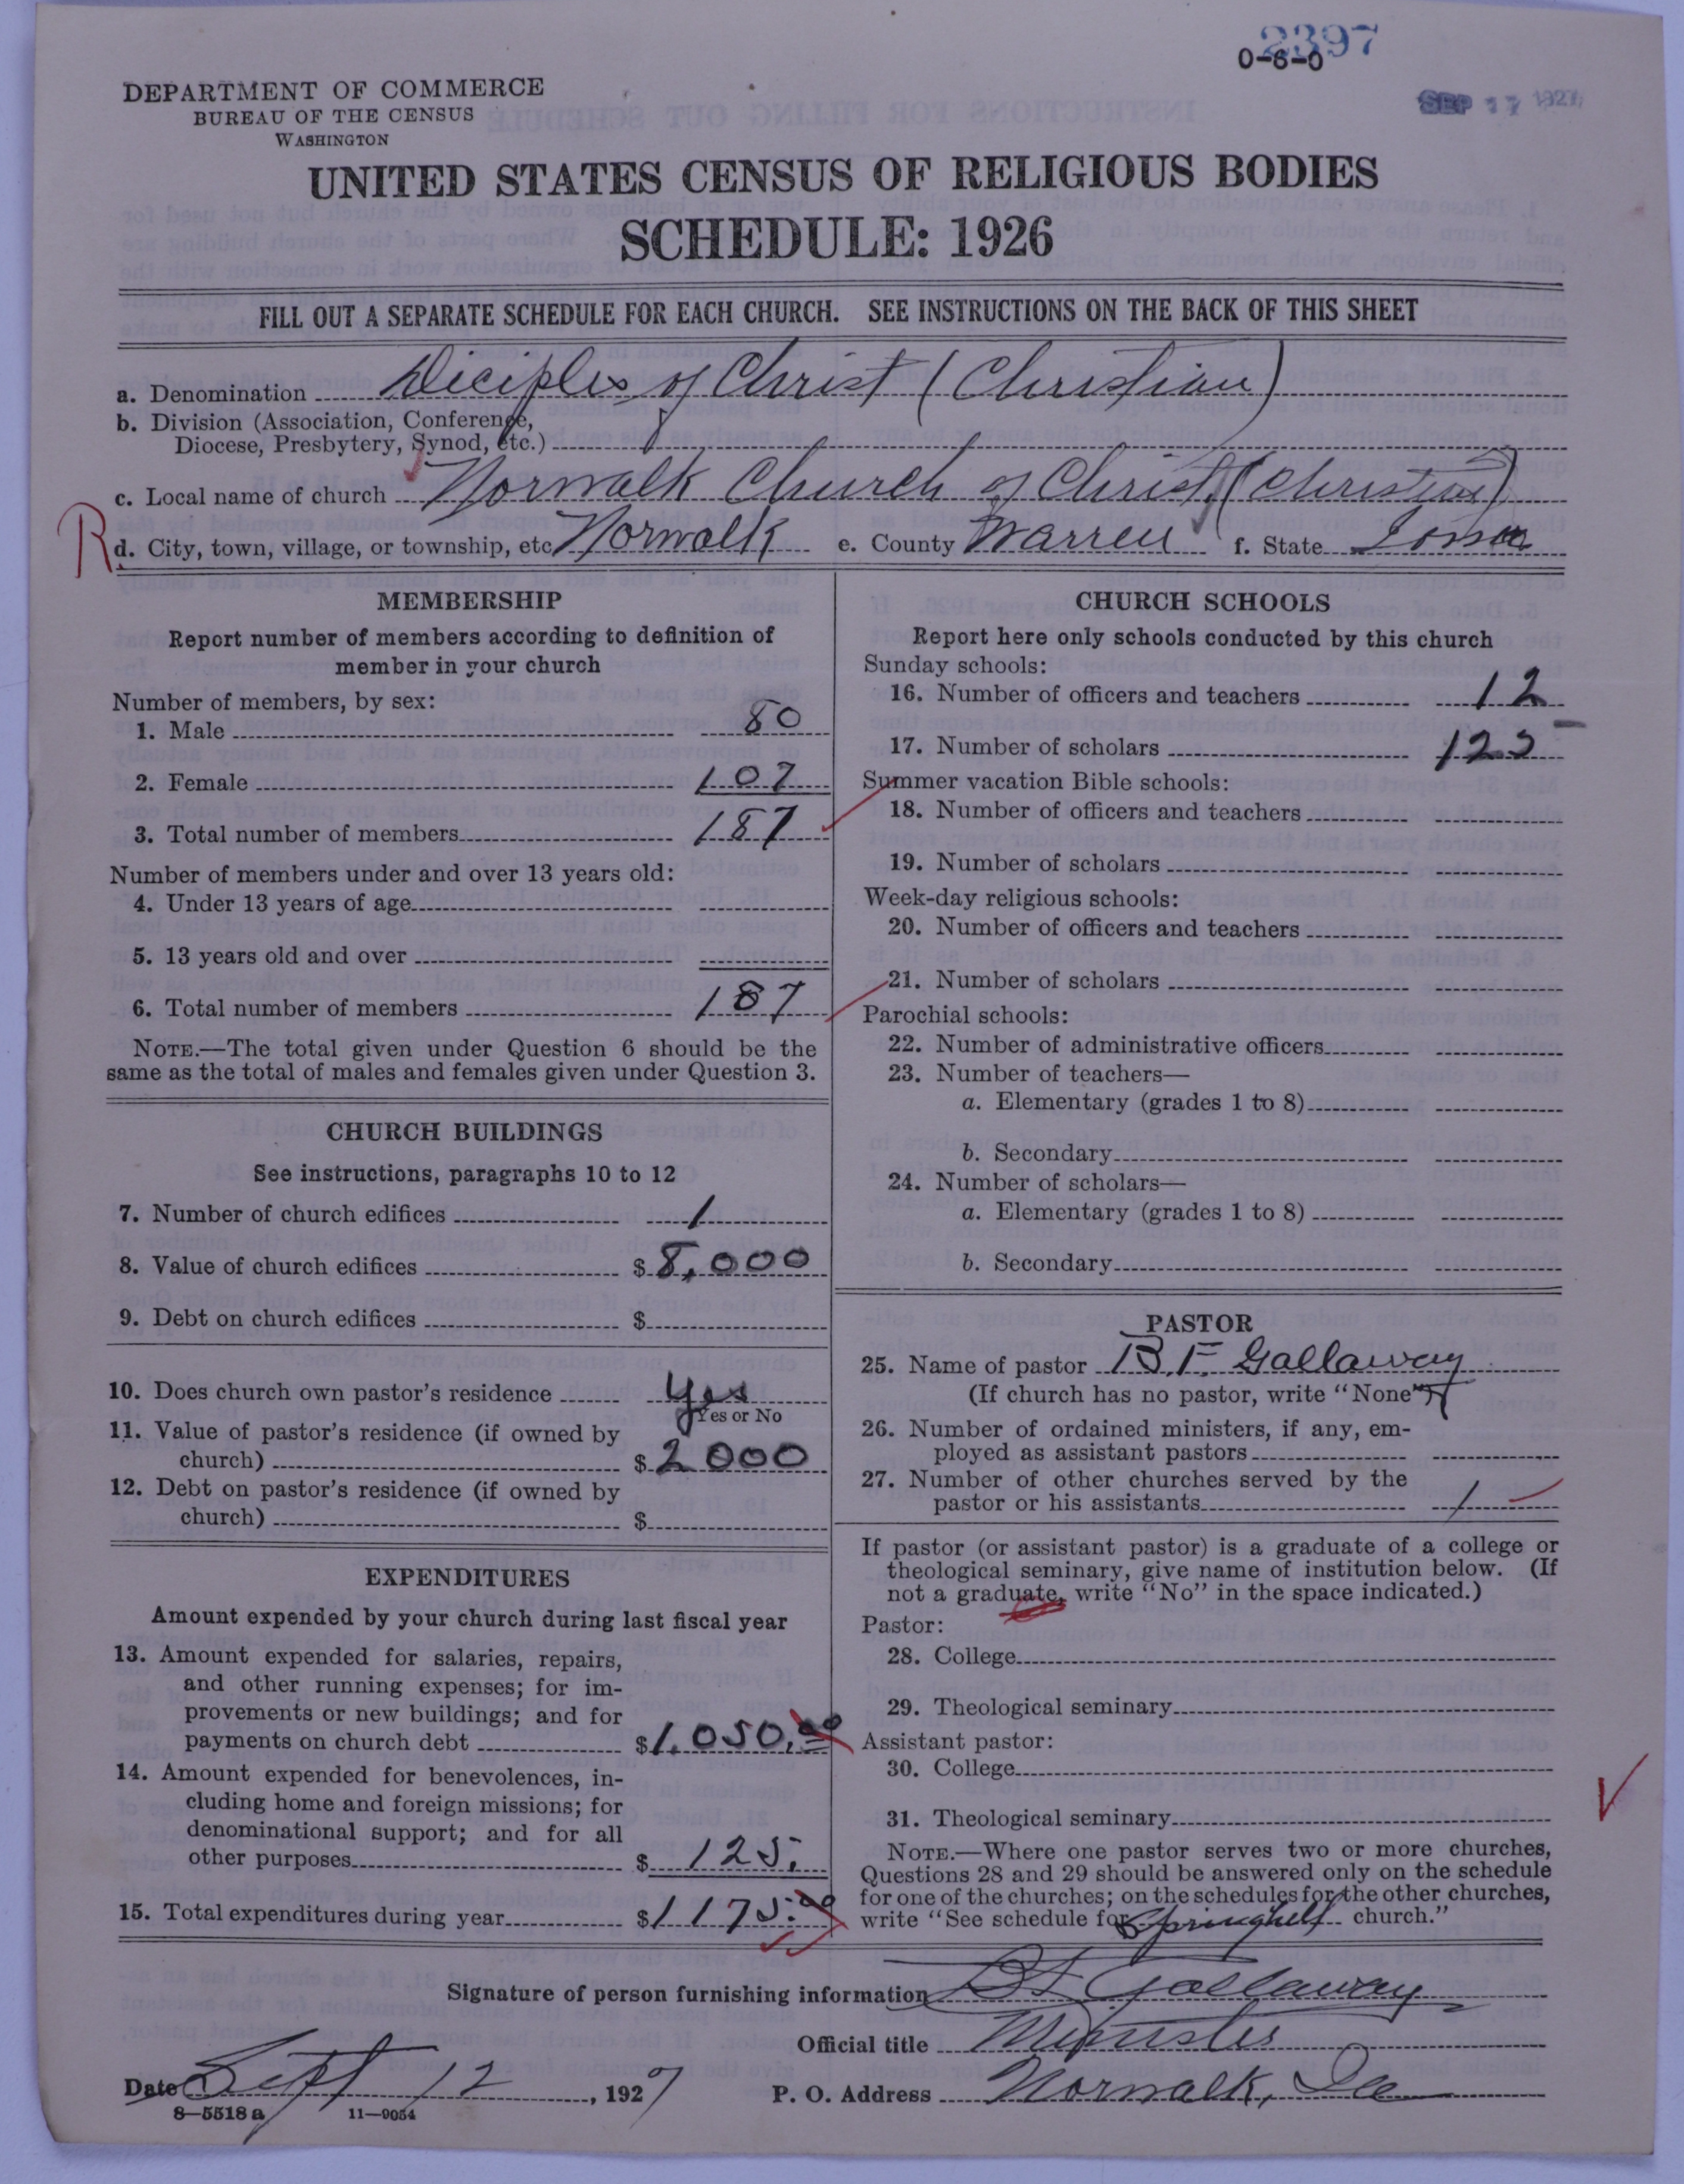 2397
0-6-0
SEP 17 1927
DEPARTMENT OF COMMERCE
BUREAU OF THE CENSUS
WASHINGTON
UNITED STATES CENSUS OF RELIGIOUS BODIES
SCHEDULE: 1926
FILL OUT A SEPARATE SCHEDULE FOR EACH CHURCH. SEE INSTRUCTIONS ON THE BACK OF THIS SHEET
a. Denomination Diciples of Christ (Christian)
b. Division (Association, Conference,
Diocese, Presbytery, Synod, etc.)
c. Local name of church Norwalk Church of Christ (Christian)
R
d. City, town, village, or township, etc. Norwalk e. County Warren f. State Iowa
MEMBERSHIP
Report number of members according to definition of
member in your church
Number of members, by sex:
1. Male 80
2. Female 107
3. Total number of members 187
Number of members under and over 13 years old:
4. Under 13 years of age
5. 13 years old and over
6. Total number of members 187
NOTE.—The total given under Question 6 should be the
same as the total of males and females given under Question 3.
CHURCH BUILDINGS
See instructions, paragraphs 10 to 12
7. Number of church edifices 1
8. Value of church edifices $8,000
9. Debt on church edifices $
10. Does church own pastor's residence Yes
Yes or No
11. Value of pastor's residence (if owned by
church) $2000
12. Debt on pastor's residence (if owned by
church) $
EXPENDITURES
Amount expended by your church during last fiscal year
13. Amount expended for salaries, repairs,
and other running expenses; for im-
provements or new buildings; and for
payments on church debt $1,050.00
14. Amount expended for benevolences, in-
cluding home and foreign missions; for
denominational support; and for all
other purposes $ 125.
15. Total expenditures during year $1175.00
CHURCH SCHOOLS
Report here only schools conducted by this church
Sunday schools:
16. Number of officers and teachers 12
17. Number of scholars 125
Summer vacation Bible schools:
18. Number of officers and teachers
19. Number of scholars
Week-day religious schools:
20. Number of officers and teachers
21. Number of scholars
Parochial schools:
22. Number of administrative officers
23. Number of teachers—
a. Elementary (grades 1 to 8)
b. Secondary
24. Number of scholars—
a. Elementary (grades 1 to 8)
b. Secondary
PASTOR
25. Name of pastor B. F. Gallaway
(If church has no pastor, write "None")
26. Number of ordained ministers, if any, em-
ployed as assistant pastors
27. Number of other churches served by the
pastor or his assistants 1
If pastor (or assistant pastor) is a graduate of a college or
theological seminary, give name of institution below. (If
not a graduate, write "No" in the space indicated.)
Pastor:
28. College
29. Theological seminary
Assistant pastor:
30. College
31. Theological seminary
NOTE.—Where one pastor serves two or more churches,
Questions 28 and 29 should be answered only on the schedule
for one of the churches; on the schedules for the other churches,
write "See schedule for Springhill church."
Signature of person furnishing information B F Gallaway
Official title Minister
Date Sept 12, 1927 P. O. Address Norwalk, Ia
8—5518 a 11—9054